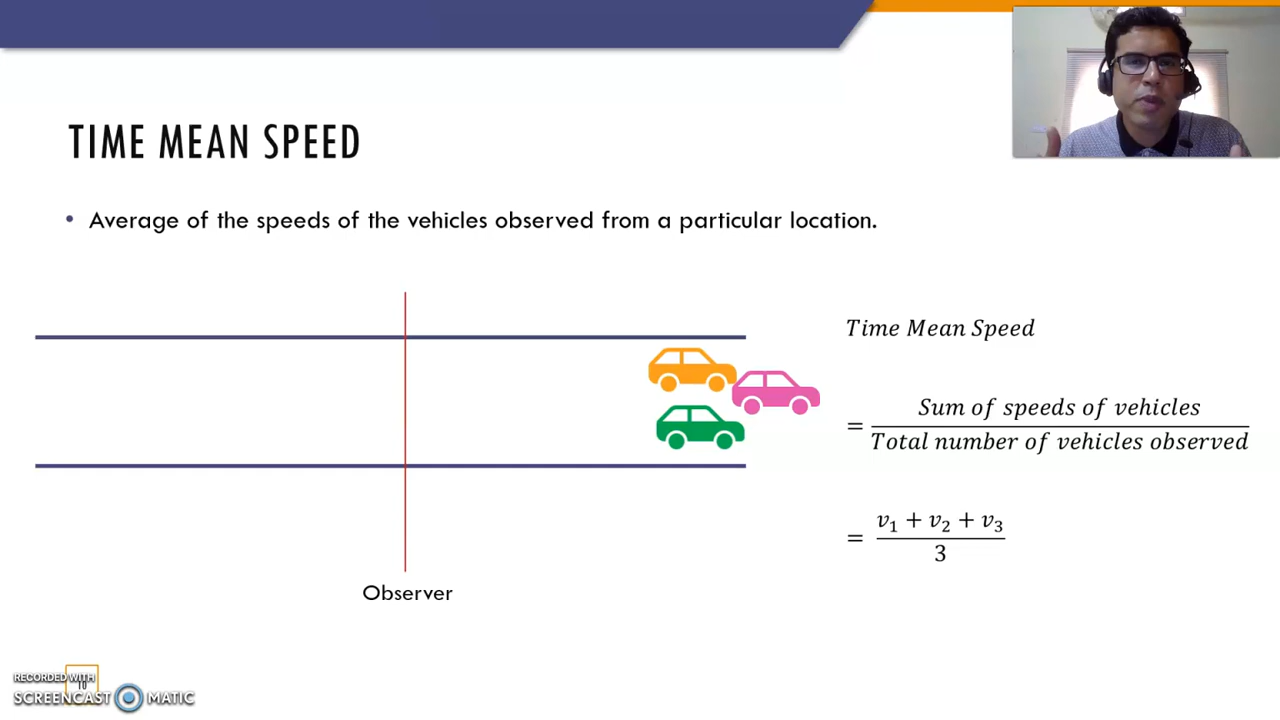 TIME MEAN SPEED
• Average of the speeds of the vehicles observed from a particular location.
Time Mean Speed
= Sum of speeds of vehicles / Total number of vehicles observed
= v₁ + v₂ + v₃ / 3
Observer
RECORDED WITH
10
SCREENCAST MATIC